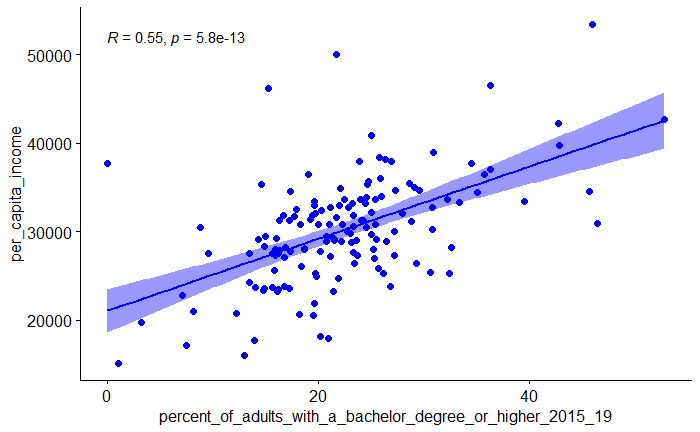 R = 0.55, p = 5.8e-13
50000
40000
30000
20000
per_capita_income
0
20
40
percent_of_adults_with_a_bachelor_degree_or_higher_2015_19